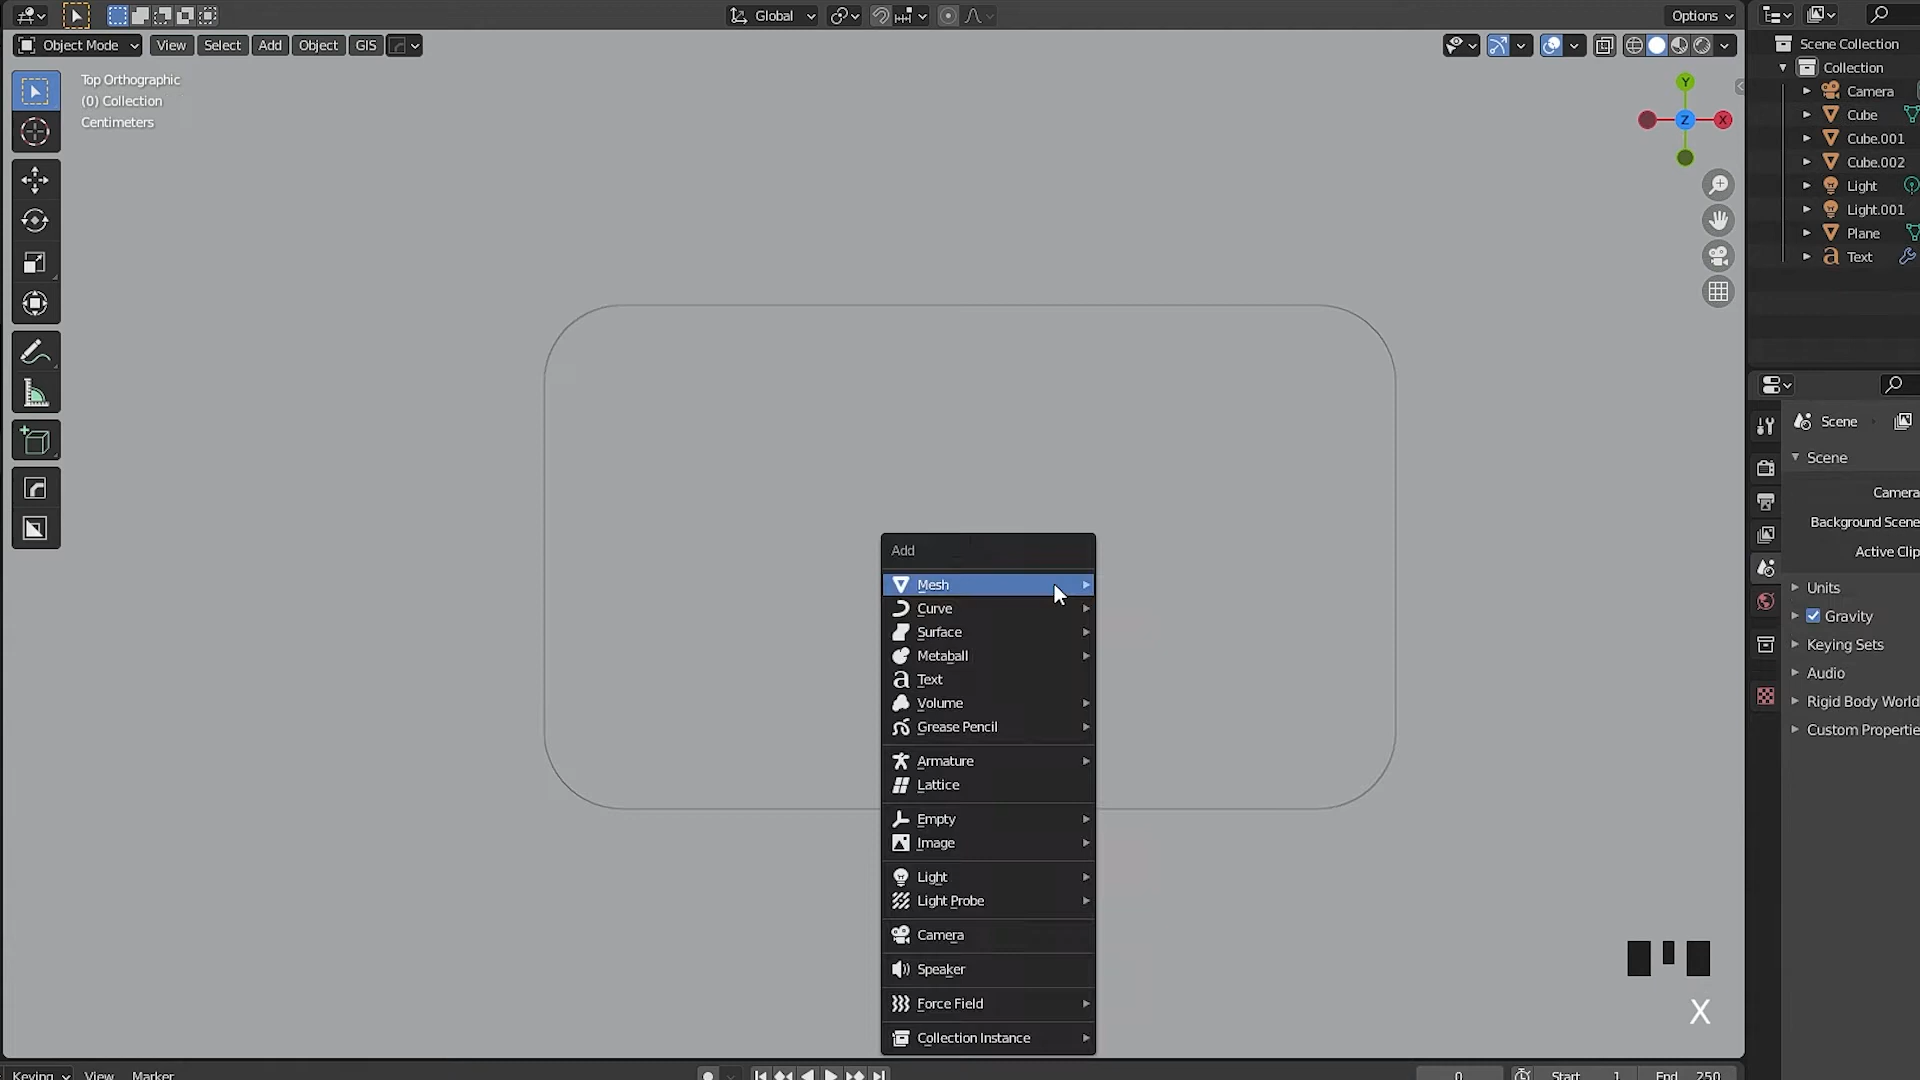 Global
Options
Object Mode
View
Select
Add
Object
GIS
Top Orthographic
(0) Collection
Centimeters
Y
Z
X
Scene Collection
Collection
Camera
Cube
Cube.001
Cube.002
Light
Light.001
Plane
Text
Scene
Scene
Camera
Background Scene
Active Clip
Units
Gravity
Keying Sets
Audio
Rigid Body World
Custom Propertie
Add
Mesh
Curve
Surface
Metaball
Text
Volume
Grease Pencil
Armature
Lattice
Empty
Image
Light
Light Probe
Camera
Speaker
Force Field
Collection Instance
X
Keying
View
Marker
0
Start
1
End
250